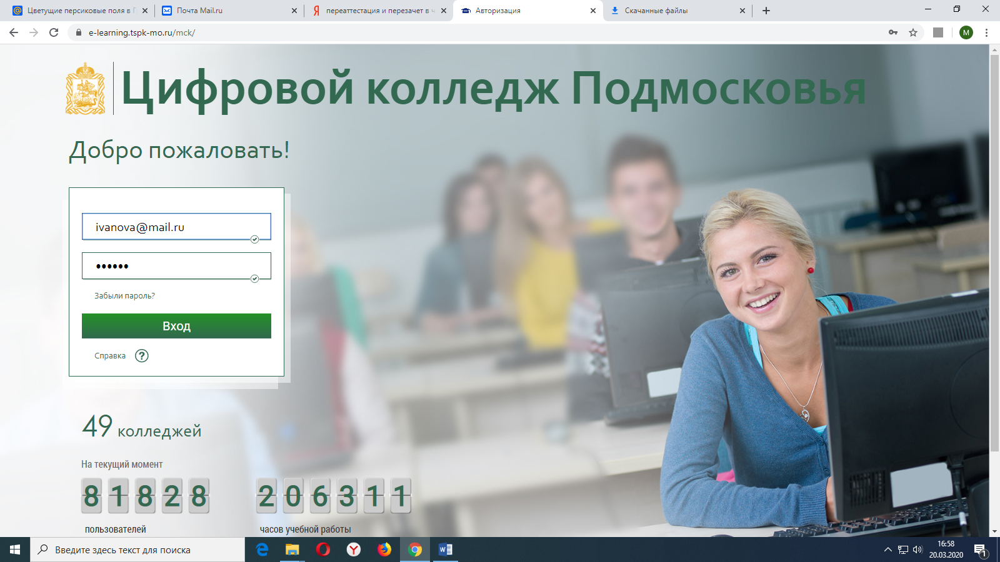 Цветущие персиковые поля в Г
Почта Mail.ru
переаттестация и перезачет в ч
Авторизация
Скачанные файлы
e-learning.tspk-mo.ru/mck/
M
Цифровой колледж Подмосковья
Добро пожаловать!
ivanova@mail.ru
••••••
Забыли пароль?
Вход
Справка ?
49 колледжей
На текущий момент
81828 206311
пользователей часов учебной работы
Введите здесь текст для поиска
16:58
20.03.2020
1